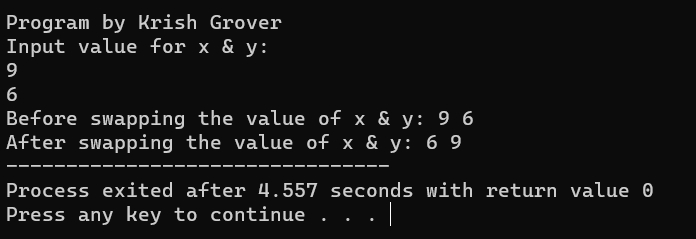 Program by Krish Grover
Input value for x & y:
9
6
Before swapping the value of x & y: 9 6
After swapping the value of x & y: 6 9
--------------------------------
Process exited after 4.557 seconds with return value 0
Press any key to continue . . .